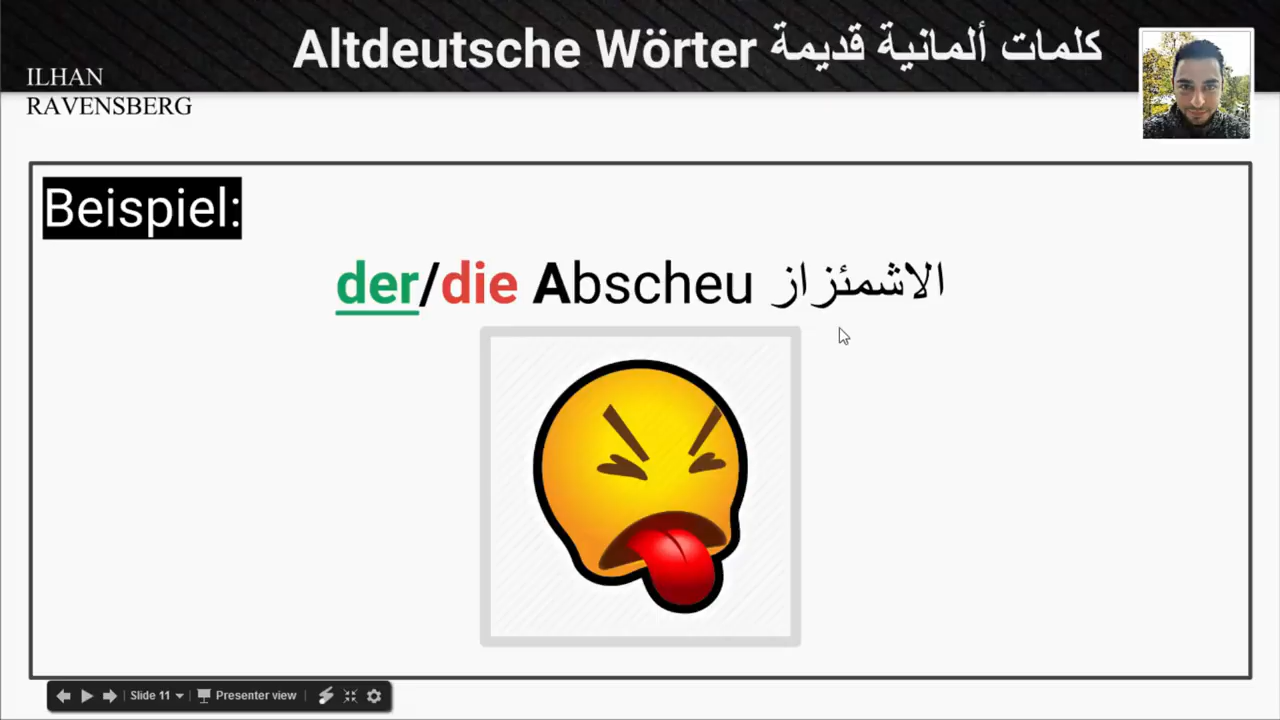 Altdeutsche Wörter كلمات ألمانية قديمة
ILHAN
RAVENSBERG
Beispiel:
der/die Abscheu الاشمئزاز
Slide 11
Presenter view